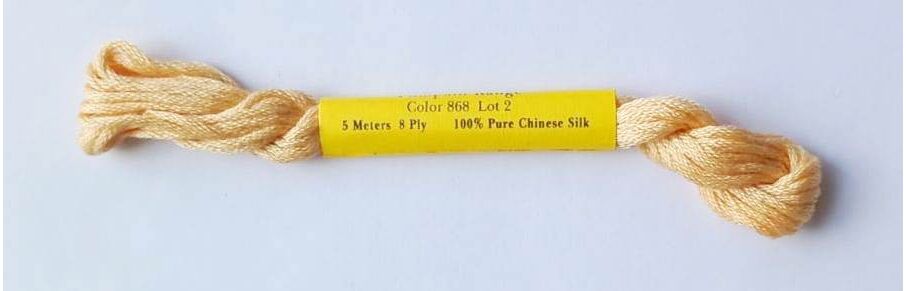 Color 868 Lot 2
5 Meters 8 Ply 100% Pure Chinese Silk